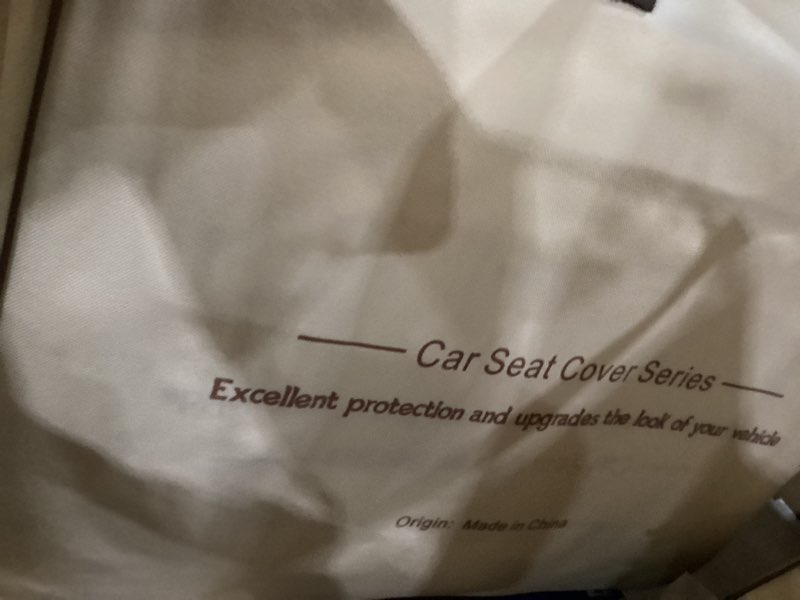 Car Seat Cover Series
Excellent protection and upgrades the look of your vehicle
Origin: Made in China